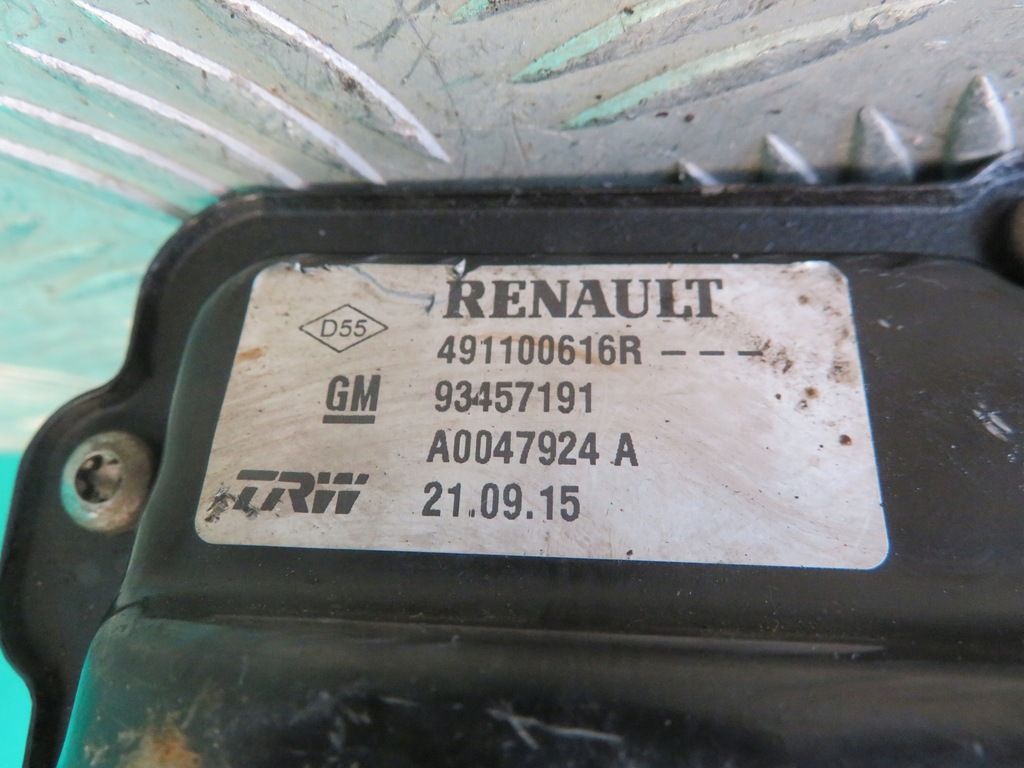 RENAULT
D55
491100616R ---
GM 93457191
A0047924 A
TRW 21.09.15